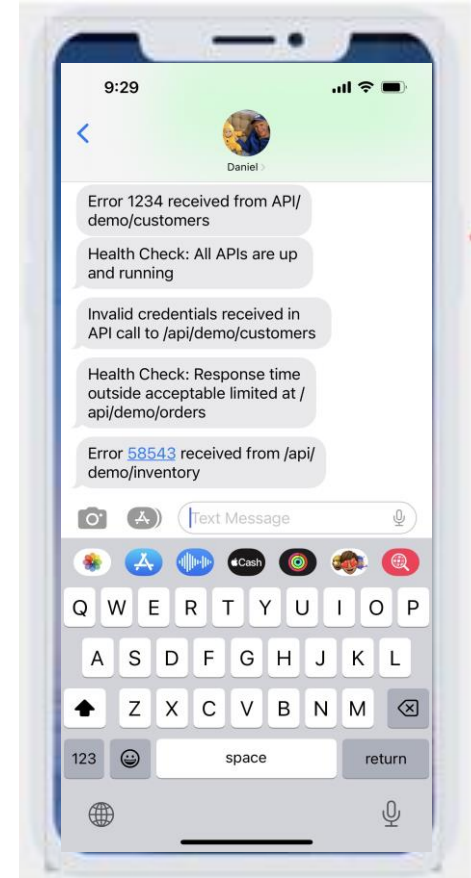 9:29
Daniel
Error 1234 received from API/
demo/customers
Health Check: All APIs are up
and running
Invalid credentials received in
API call to /api/demo/customers
Health Check: Response time
outside acceptable limited at /
api/demo/orders
Error 58543 received from /api/
demo/inventory
Text Message
Cash
Q W E R T Y U I O P
A S D F G H J K L
Z X C V B N M
123 space return